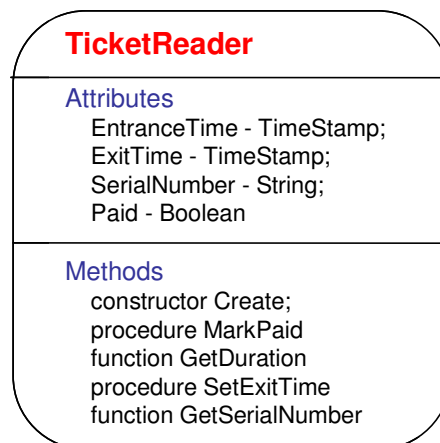 TicketReader
Attributes
EntranceTime - TimeStamp;
ExitTime - TimeStamp;
SerialNumber - String;
Paid - Boolean
Methods
constructor Create;
procedure MarkPaid
function GetDuration
procedure SetExitTime
function GetSerialNumber